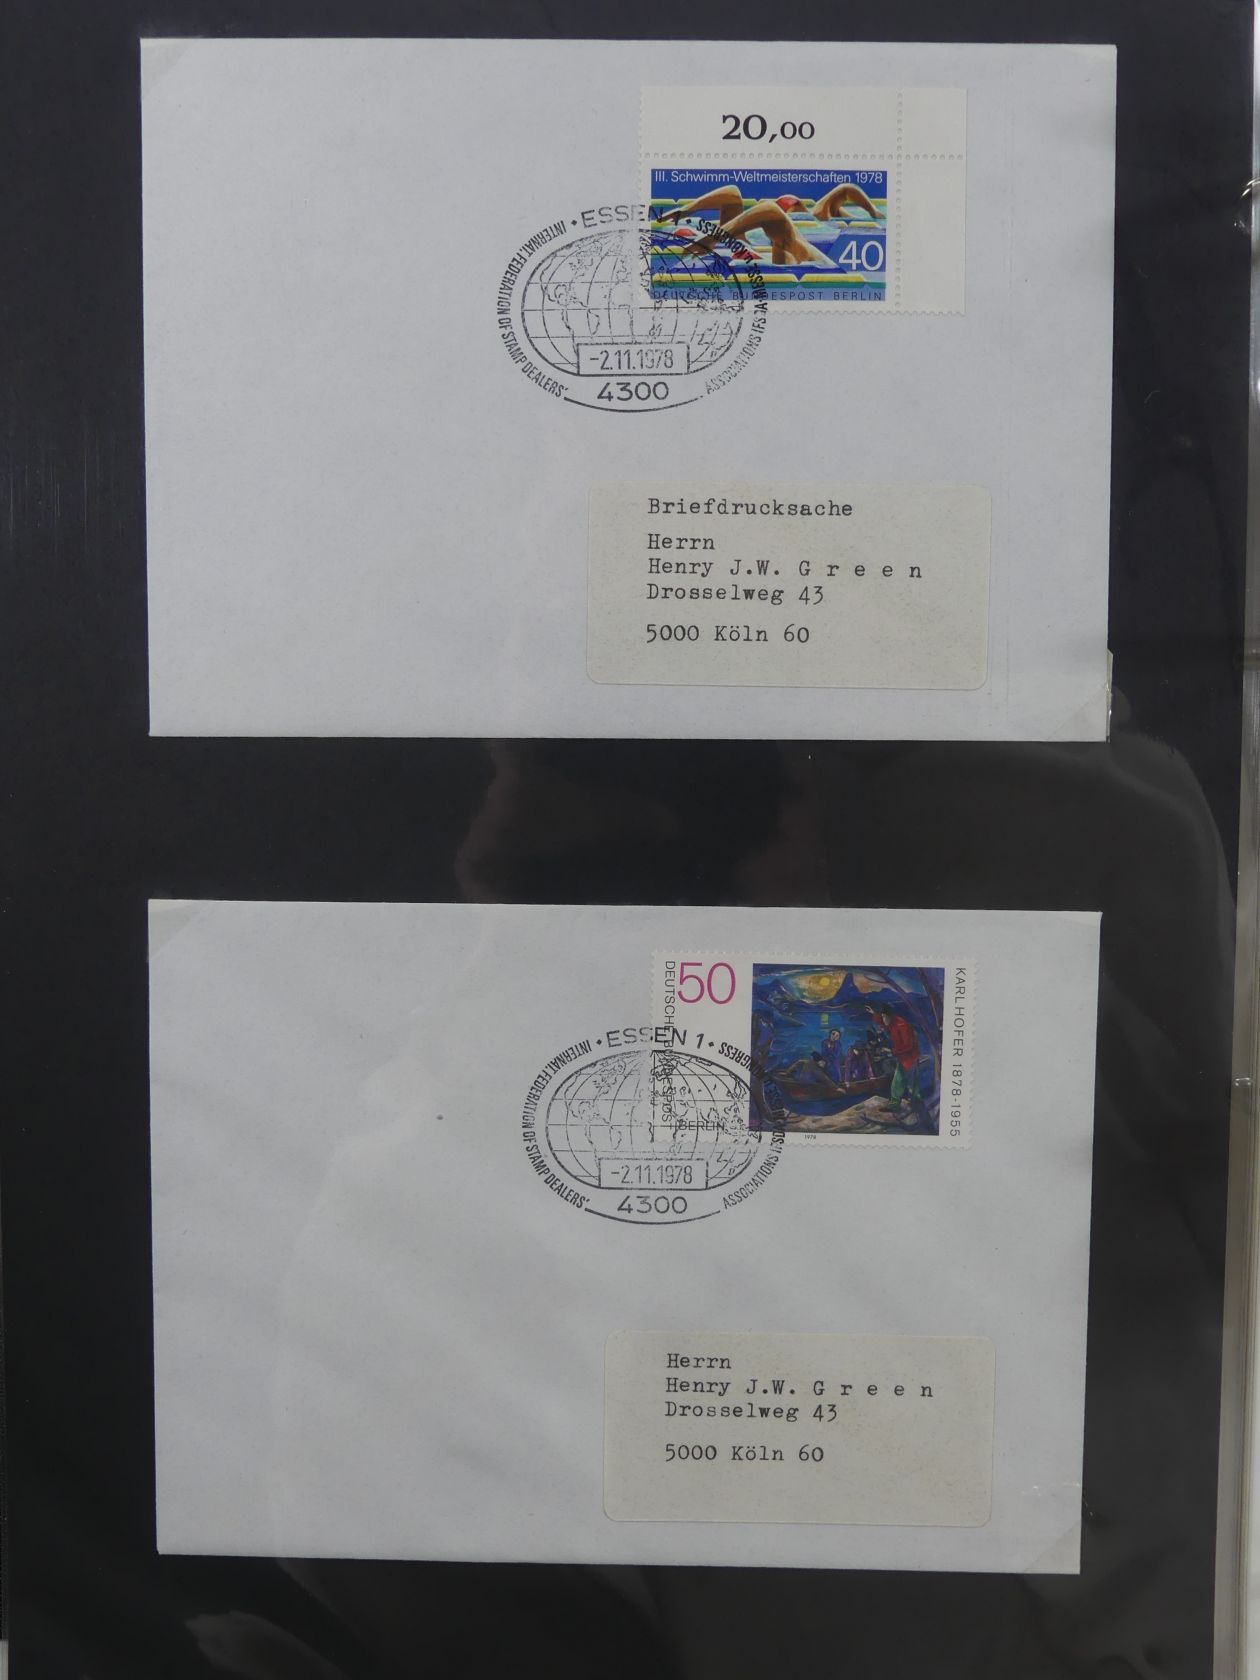 20,00
III. Schwimm-Weltmeisterschaften 1978
40
DEUTSCHE BUNDESPOST BERLIN
ESSEN 1
INTERNAT. FEDERATION OF STAMP DEALERS'
ASSOCIATIONS
KONGRESS
-2.11.1978
4300
Briefdrucksache
Herrn
Henry J.W. G r e e n
Drosselweg 43
5000 Köln 60
50
DEUTSCHE BUNDESPOST
BERLIN
KARL HOFER 1878-1955
1978
ESSEN 1
INTERNAT. FEDERATION OF STAMP DEALERS'
ASSOCIATIONS
KONGRESS
-2.11.1978
4300
Herrn
Henry J.W. G r e e n
Drosselweg 43
5000 Köln 60